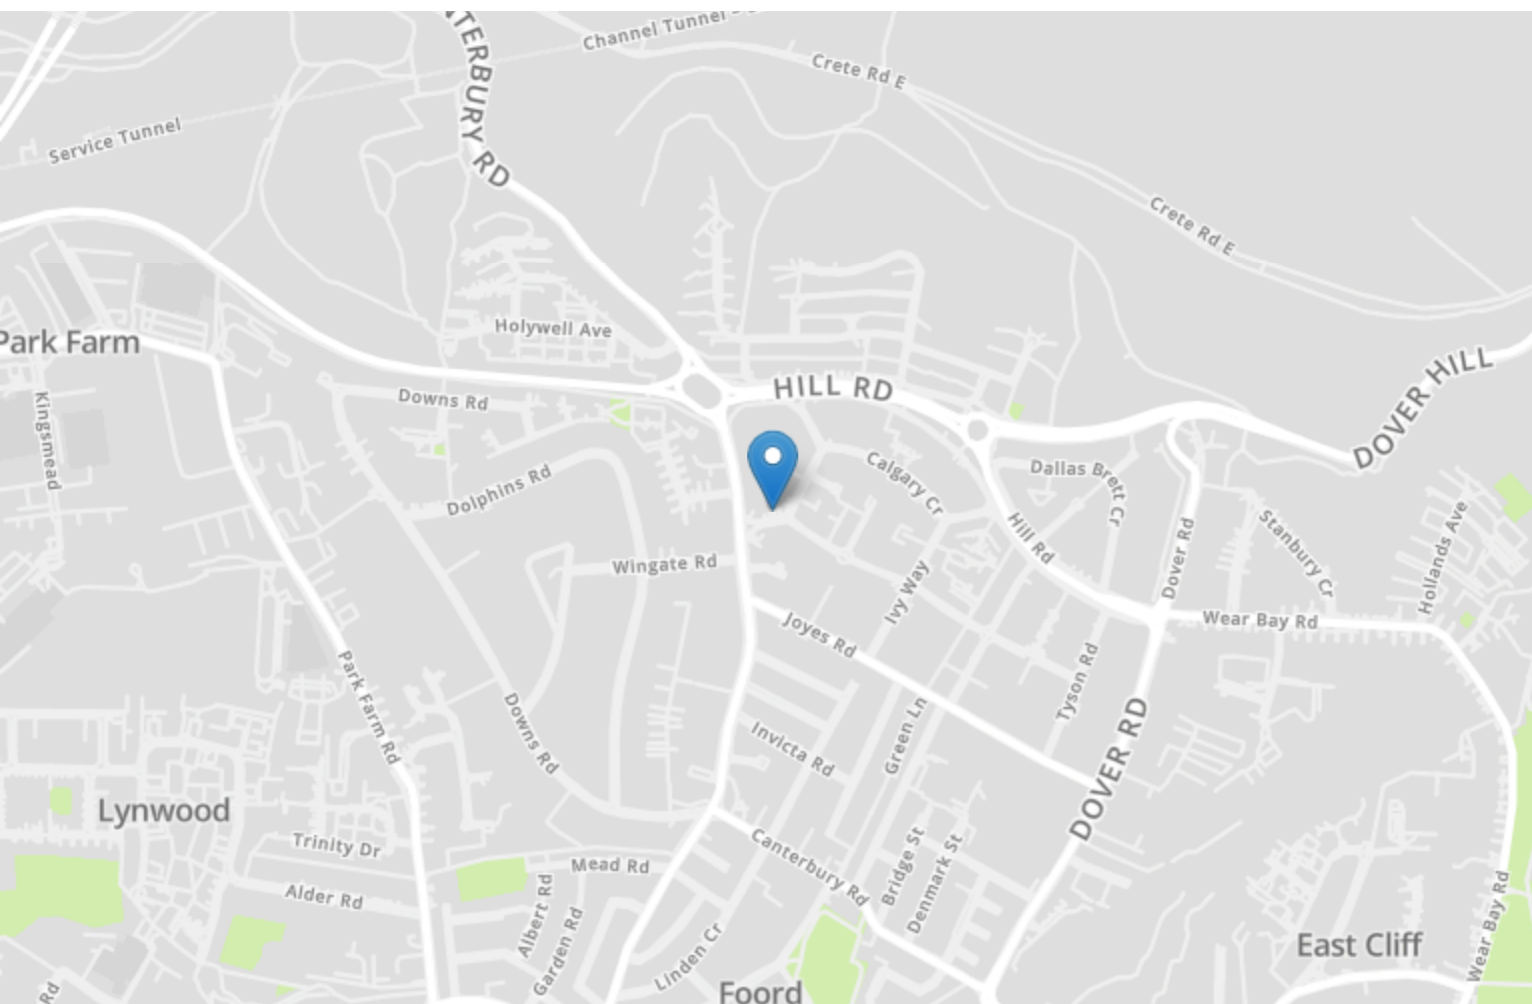 Channel Tunnel
Crete Rd E
TERBURY RD
Service Tunnel
Crete Rd E
Holywell Ave
Park Farm
DOVER HILL
HILL RD
Downs Rd
Kingsmead
Dolphins Rd
Calgary Cr
Dallas Brett Cr
Hill Rd
Dover Rd
Stanbury Cr
Hollands Ave
Wingate Rd
Ivy Way
Joyes Rd
Wear Bay Rd
Park Farm Rd
Downs Rd
Tyson Rd
Green Ln
Invicta Rd
DOVER RD
Lynwood
Trinity Dr
Mead Rd
Canterbury Rd
Bridge St
Denmark St
Alder Rd
Albert Rd
Garden Rd
Linden Cr
East Cliff
Wear Bay Rd
Rd
Foord